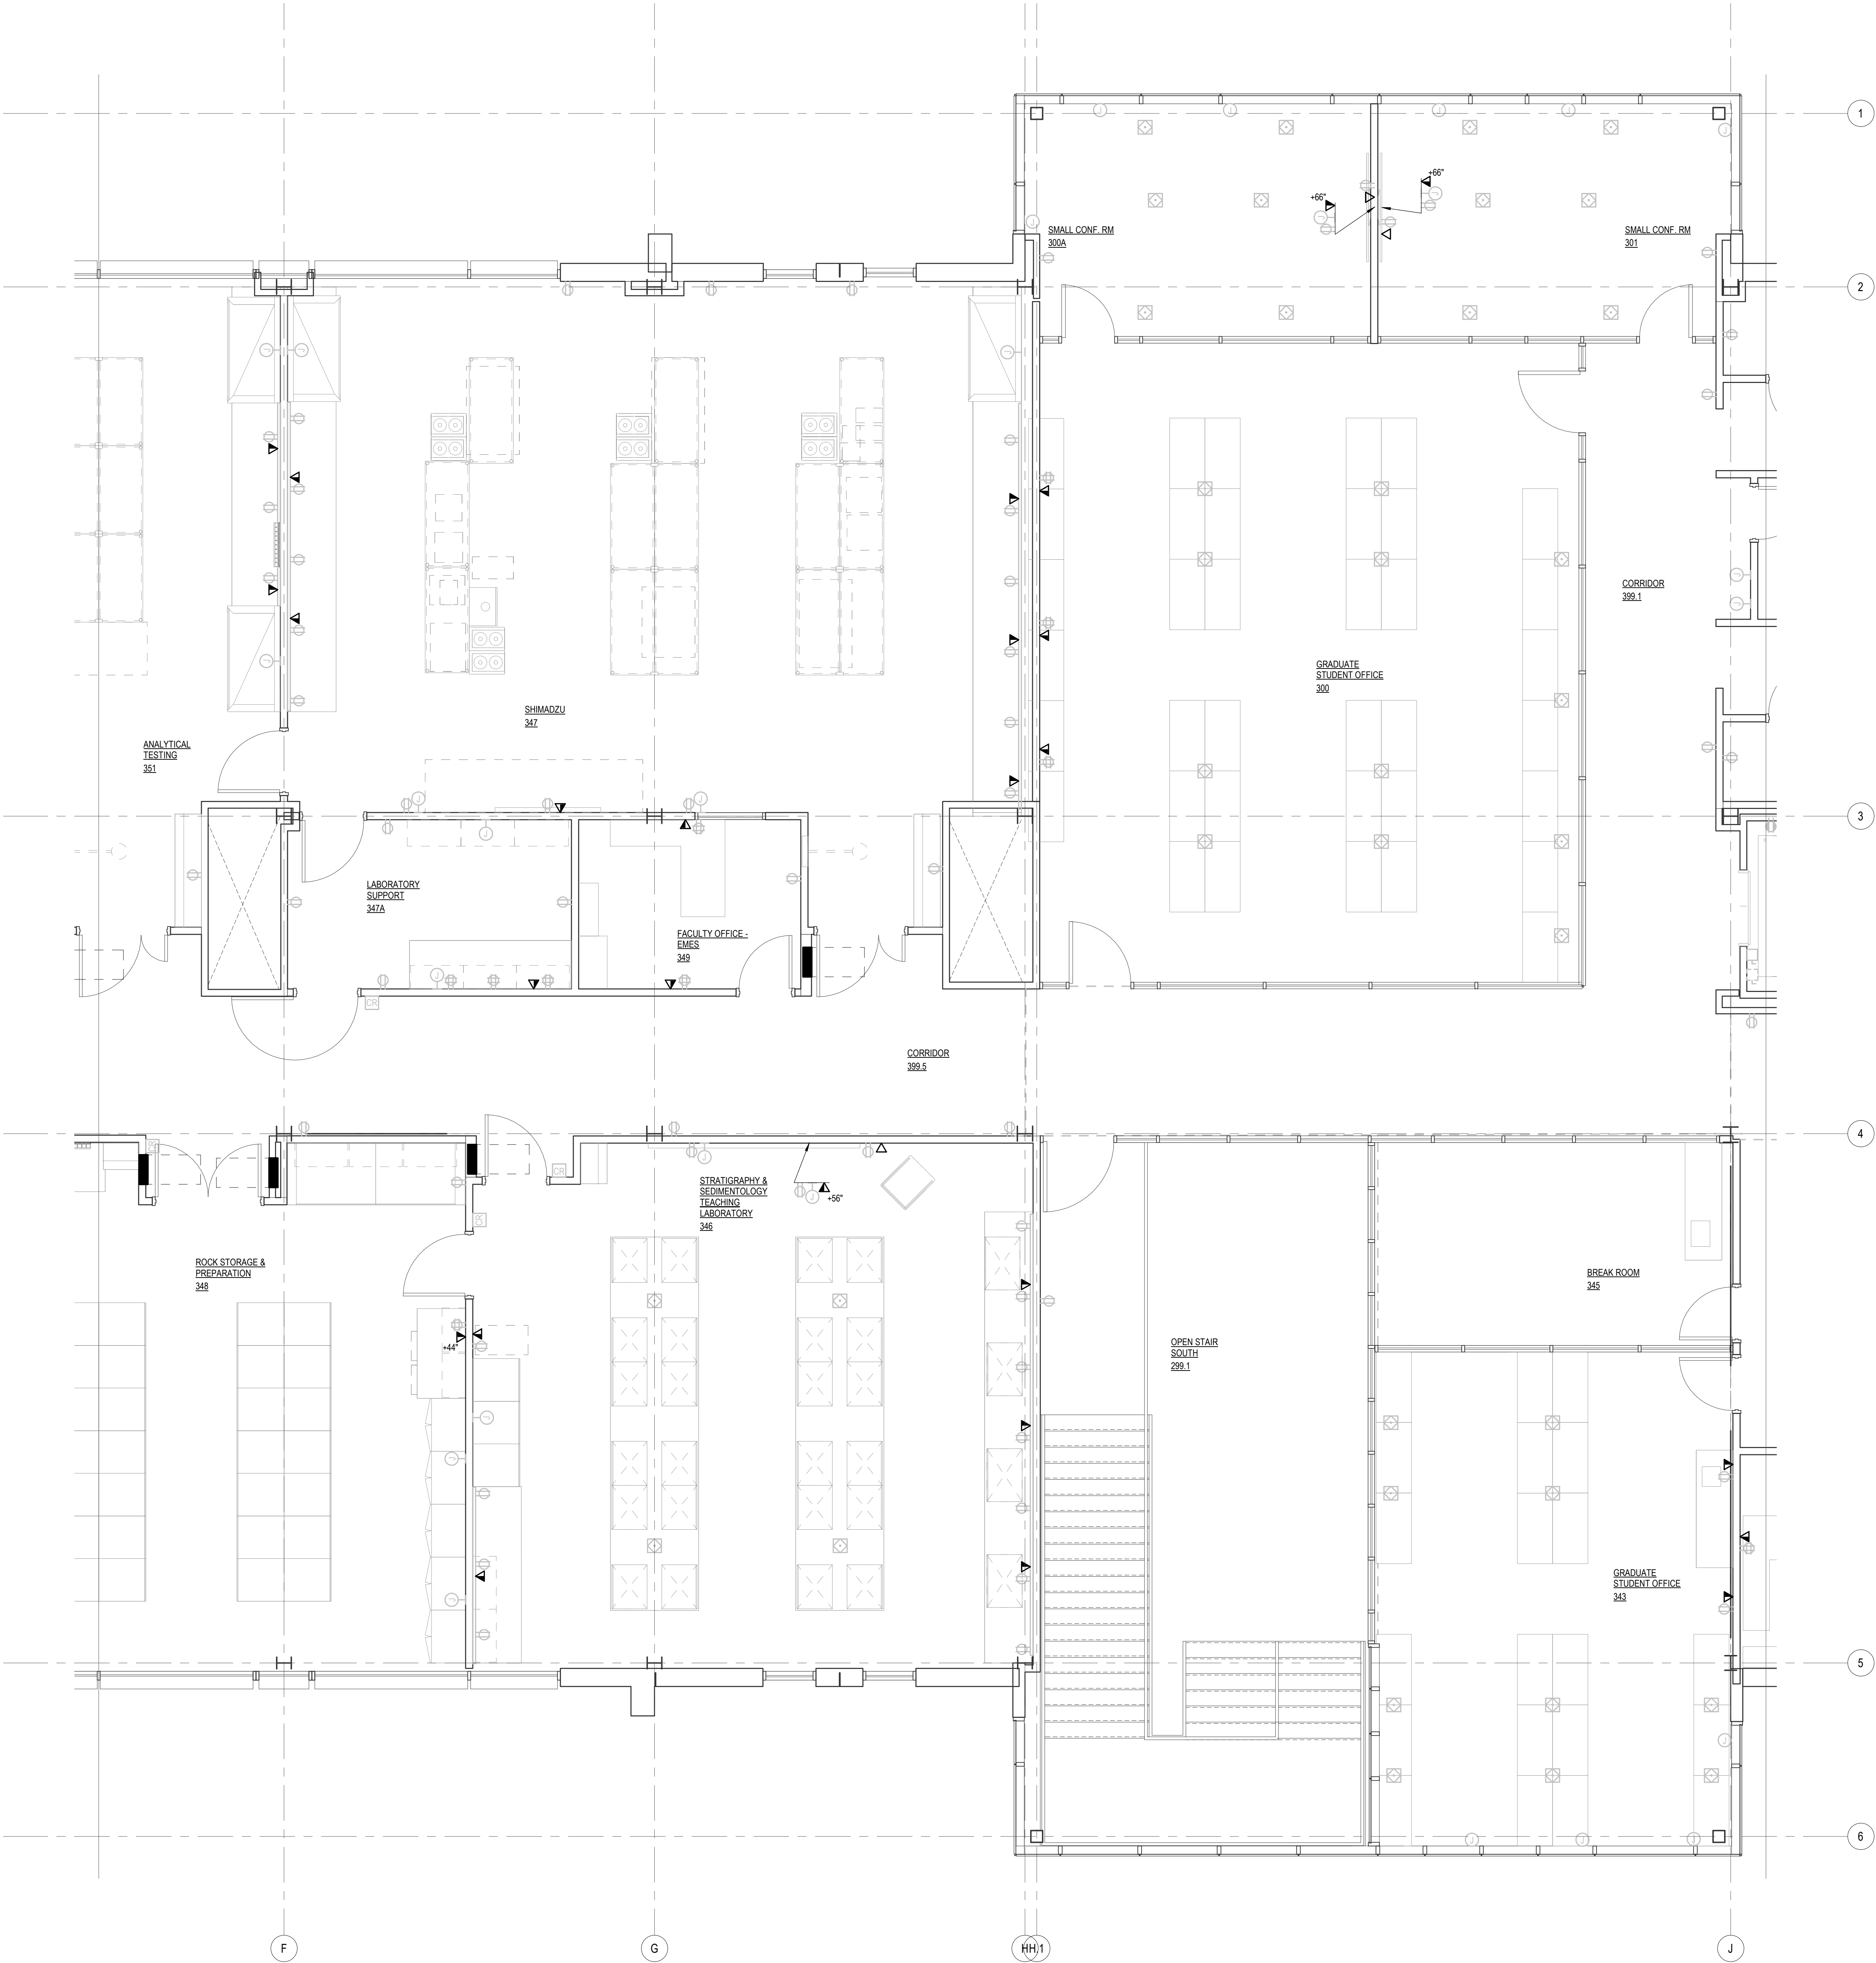 1
+66"
+66"
SMALL CONF. RM
300A
SMALL CONF. RM
301
2
CORRIDOR
399.1
GRADUATE
STUDENT OFFICE
300
SHIMADZU
347
ANALYTICAL
TESTING
351
3
LABORATORY
SUPPORT
347A
FACULTY OFFICE -
EMES
349
CR
CORRIDOR
399.5
4
CR
CR
CR
STRATIGRAPHY &
SEDIMENTOLOGY
TEACHING
LABORATORY
346
+56"
ROCK STORAGE &
PREPARATION
348
BREAK ROOM
345
+44"
OPEN STAIR
SOUTH
299.1
GRADUATE
STUDENT OFFICE
343
5
6
F
G
H
H.1
J